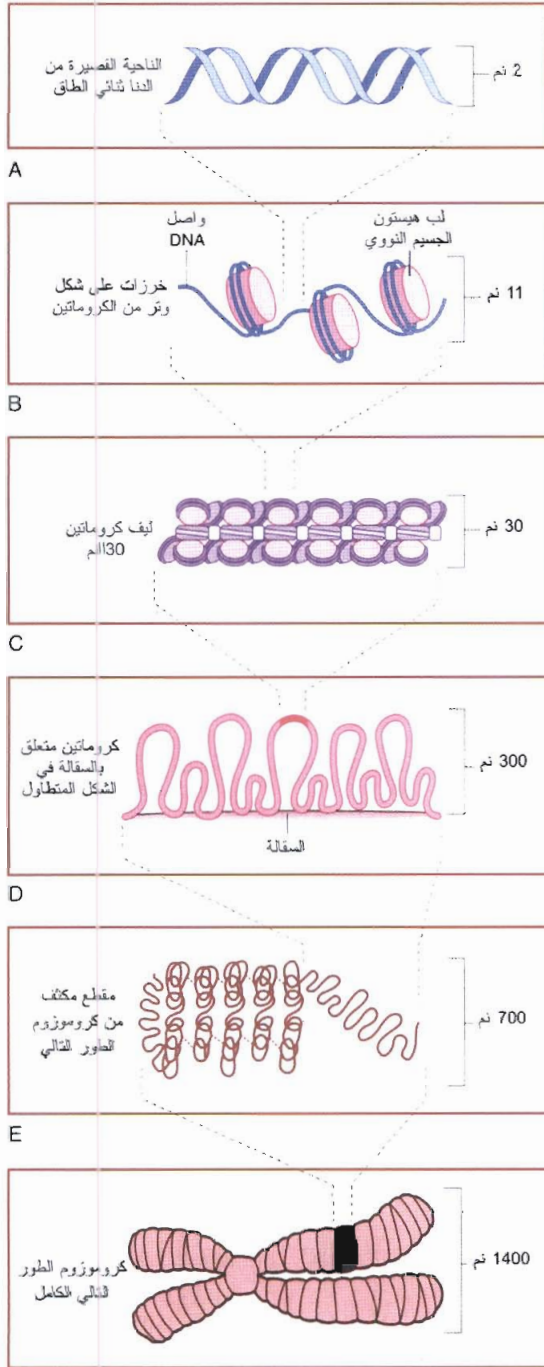 الناحية القصيرة من
الدنا ثنائي الطاق
2 نم
A
واصل
DNA
لب هيستون
الجسيم النووي
خرزات على شكل
وتر من الكروماتين
11 نم
B
ليف كروماتين
30
30 نم
C
كروماتين متعلق
بالسقالة في
الشكل المتطاول
300 نم
السقالة
D
مقطع مكثف
من كروموزوم
الطور التالي
700 نم
E
كروموزوم الطور
التالي الكامل
1400 نم